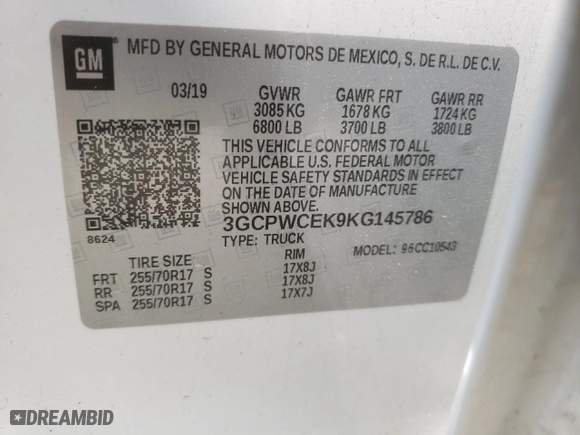 GM
MFD BY GENERAL MOTORS DE MEXICO, S. DE R.L. DE C.V.
03/19 GVWR GAWR FRT GAWR RR
3085 KG 1678 KG 1724 KG
6800 LB 3700 LB 3800 LB
THIS VEHICLE CONFORMS TO ALL
APPLICABLE U.S. FEDERAL MOTOR
VEHICLE SAFETY STANDARDS IN EFFECT
ON THE DATE OF MANUFACTURE
SHOWN ABOVE.
3GCPWCEK9KG145786
8624
TYPE: TRUCK MODEL: 96CC10543
TIRE SIZE RIM
FRT 255/70R17 S 17X8J
RR 255/70R17 S 17X8J
SPA 255/70R17 S 17X7J
DREAMBID